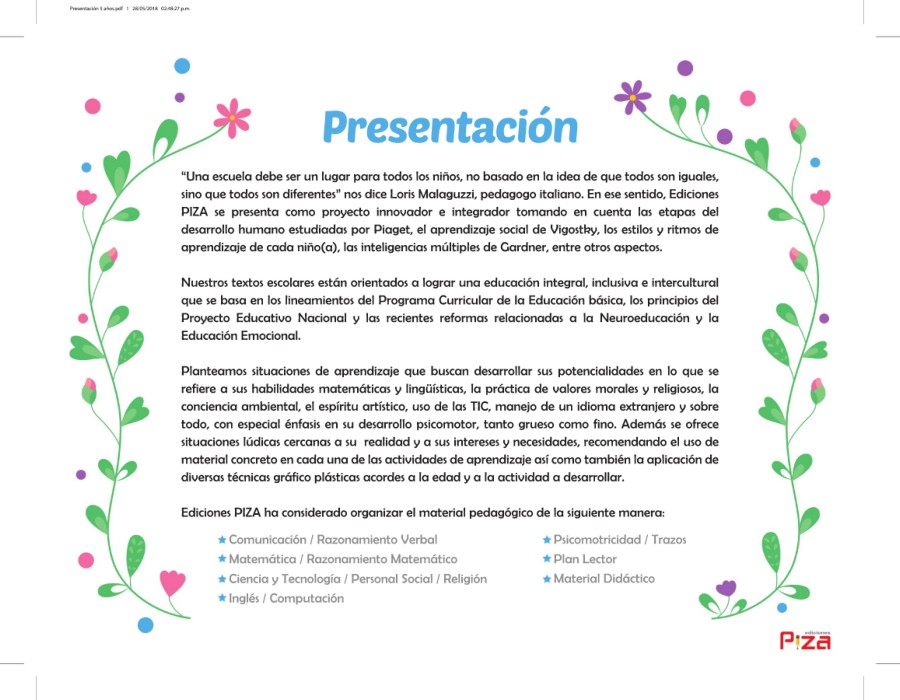 Presentación 5 años.pdf 1 28/05/2018 03:48:27 p.m.
Presentación
“Una escuela debe ser un lugar para todos los niños, no basado en la idea de que todos son iguales,
sino que todos son diferentes” nos dice Loris Malaguzzi, pedagogo italiano. En ese sentido, Ediciones
PIZA se presenta como proyecto innovador e integrador tomando en cuenta las etapas del
desarrollo humano estudiadas por Piaget, el aprendizaje social de Vigostky, los estilos y ritmos de
aprendizaje de cada niño(a), las inteligencias múltiples de Gardner, entre otros aspectos.
Nuestros textos escolares están orientados a lograr una educación integral, inclusiva e intercultural
que se basa en los lineamientos del Programa Curricular de la Educación básica, los principios del
Proyecto Educativo Nacional y las recientes reformas relacionadas a la Neuroeducación y la
Educación Emocional.
Planteamos situaciones de aprendizaje que buscan desarrollar sus potencialidades en lo que se
refiere a sus habilidades matemáticas y lingüísticas, la práctica de valores morales y religiosos, la
conciencia ambiental, el espíritu artístico, uso de las TIC, manejo de un idioma extranjero y sobre
todo, con especial énfasis en su desarrollo psicomotor, tanto grueso como fino. Además se ofrece
situaciones lúdicas cercanas a su realidad y a sus intereses y necesidades, recomendando el uso de
material concreto en cada una de las actividades de aprendizaje así como también la aplicación de
diversas técnicas gráfico plásticas acordes a la edad y a la actividad a desarrollar.
Ediciones PIZA ha considerado organizar el material pedagógico de la siguiente manera:
Comunicación / Razonamiento Verbal
Matemática / Razonamiento Matemático
Ciencia y Tecnología / Personal Social / Religión
Inglés / Computación
Psicomotricidad / Trazos
Plan Lector
Material Didáctico
ediciones
Piza